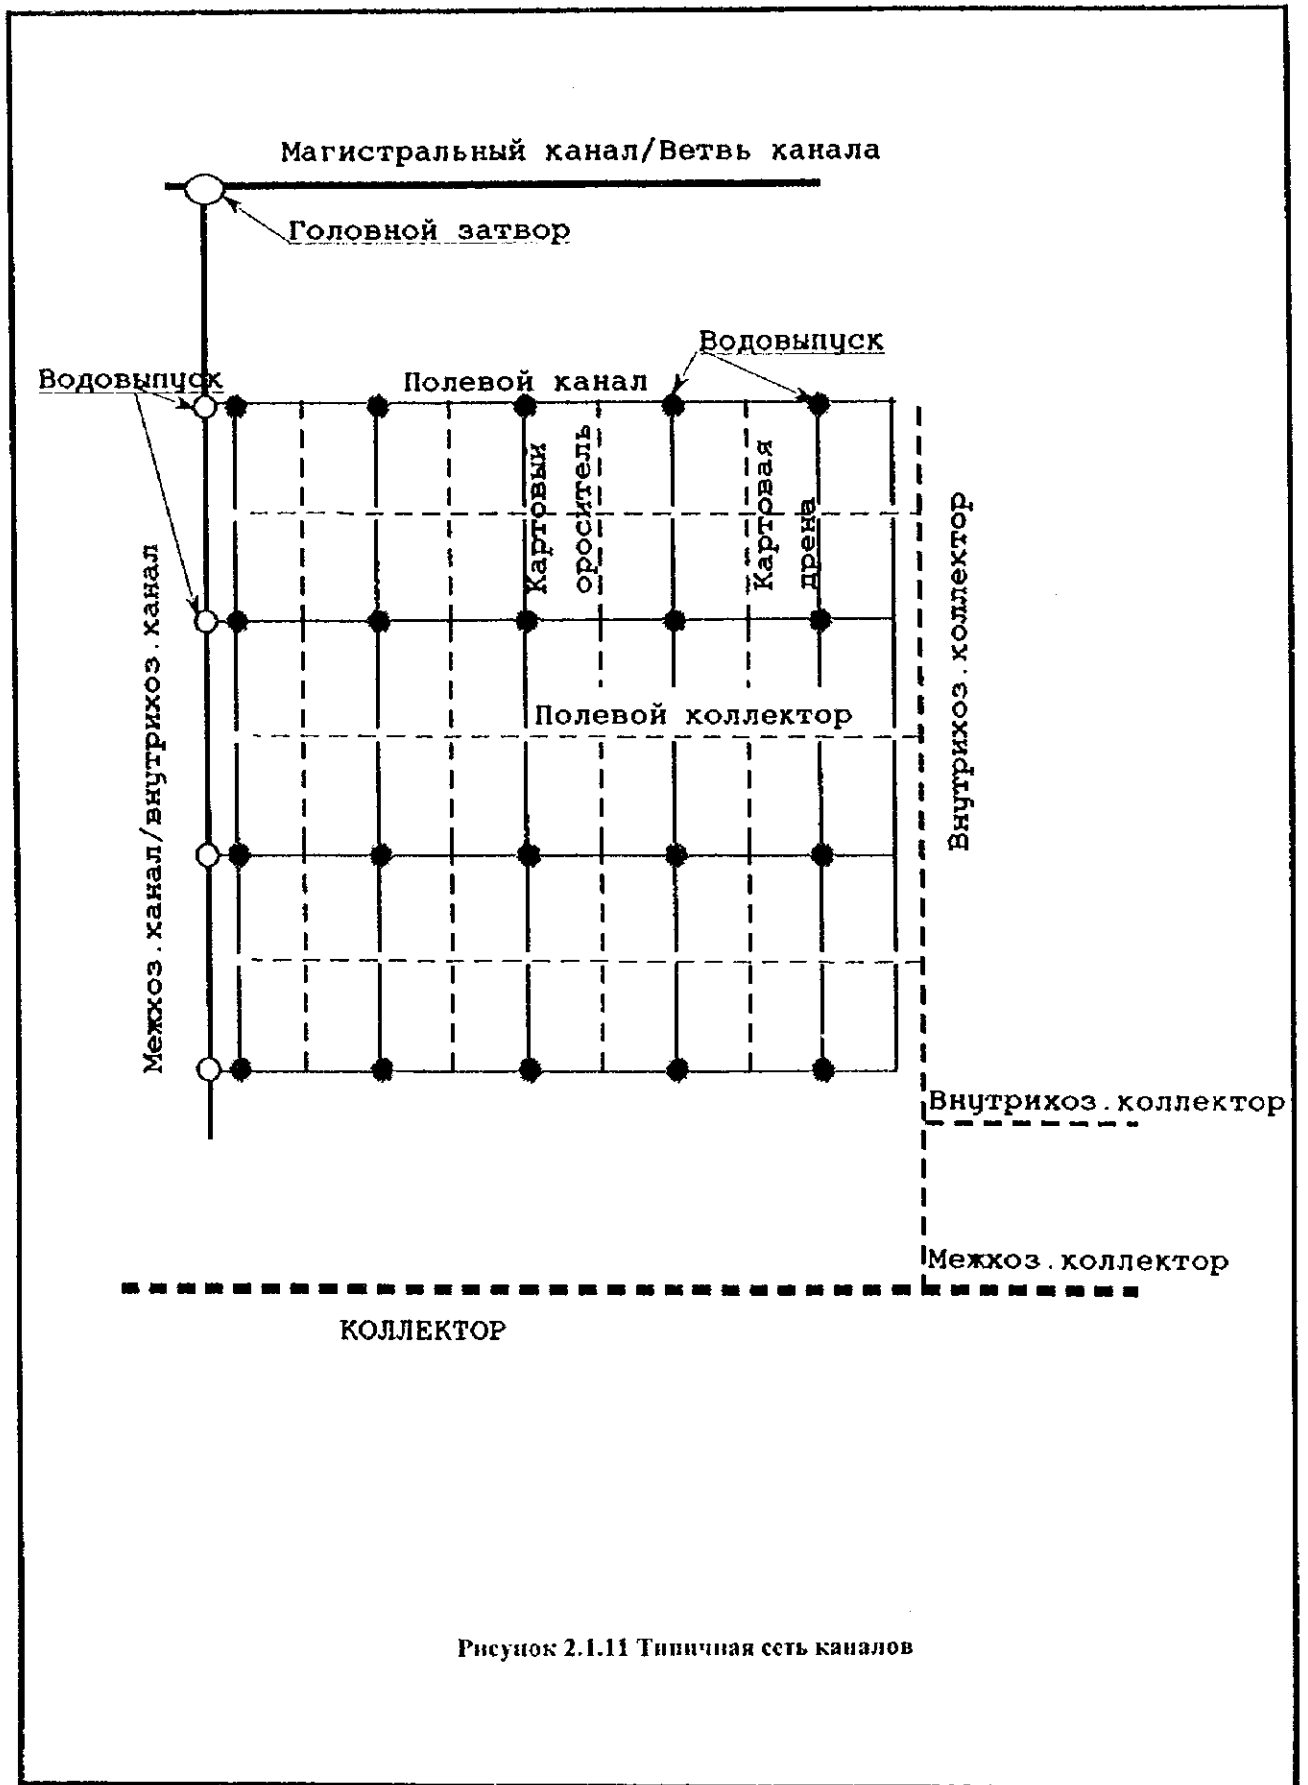 Магистральный канал/Ветвь канала
Головной затвор
Водовыпуск
Водовыпуск
Полевой канал
Картовый
ороситель
Картовая
дрена
Межхоз.канал/внутрихоз.канал
Внутрихоз.коллектор
Полевой коллектор
Внутрихоз.коллектор
Межхоз.коллектор
КОЛЛЕКТОР
Рисунок 2.1.11 Типичная сеть каналов